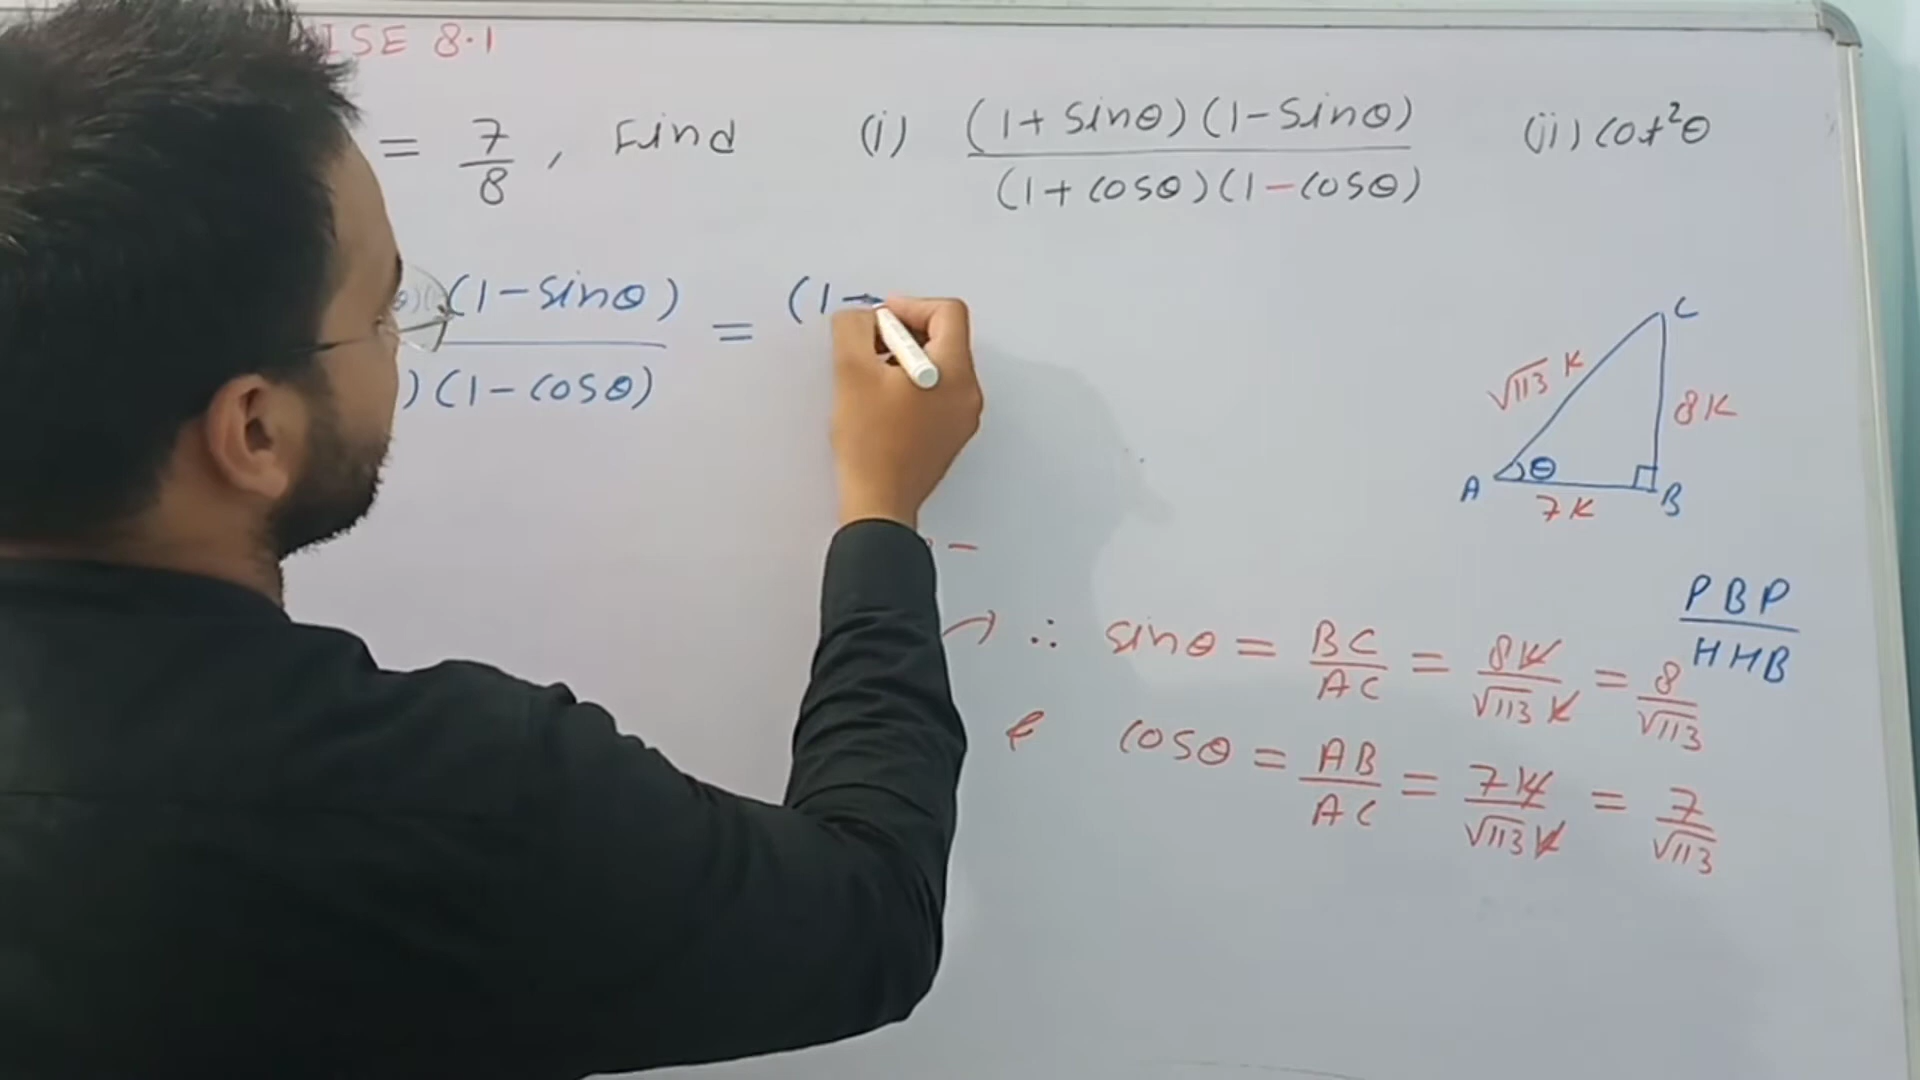 ISE 8.1
= 7/8, Find (i) (1+sinθ)(1-sinθ)/(1+cosθ)(1-cosθ) (ii) cot²θ
(1-sinθ)/)(1-cosθ) = (1-
C
√113 K
8K
A θ B
7K
PBP/HHB
∴ sinθ = BC/AC = 8K/√113 K = 8/√113
& cosθ = AB/AC = 7K/√113 K = 7/√113